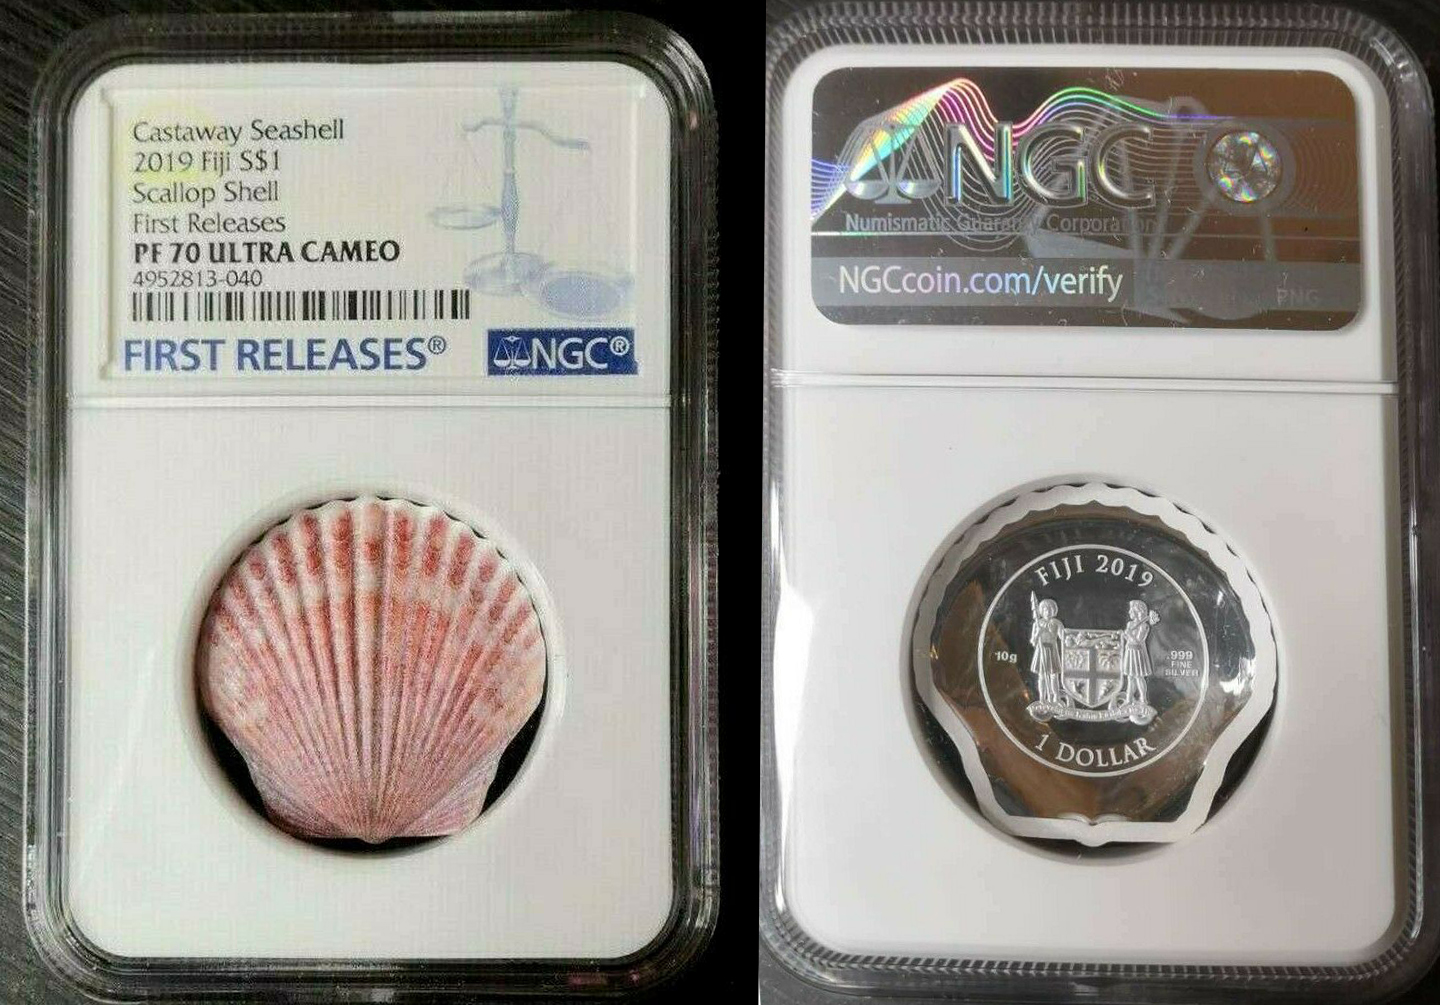 Castaway Seashell
2019 Fiji S$1
Scallop Shell
First Releases
PF 70 ULTRA CAMEO
4952813-040
FIRST RELEASES®
NGC®
NGC
Numismatic Guaranty Corporation
NGCcoin.com/verify
PNG
FIJI 2019
10g
.999
FINE
SILVER
1 DOLLAR